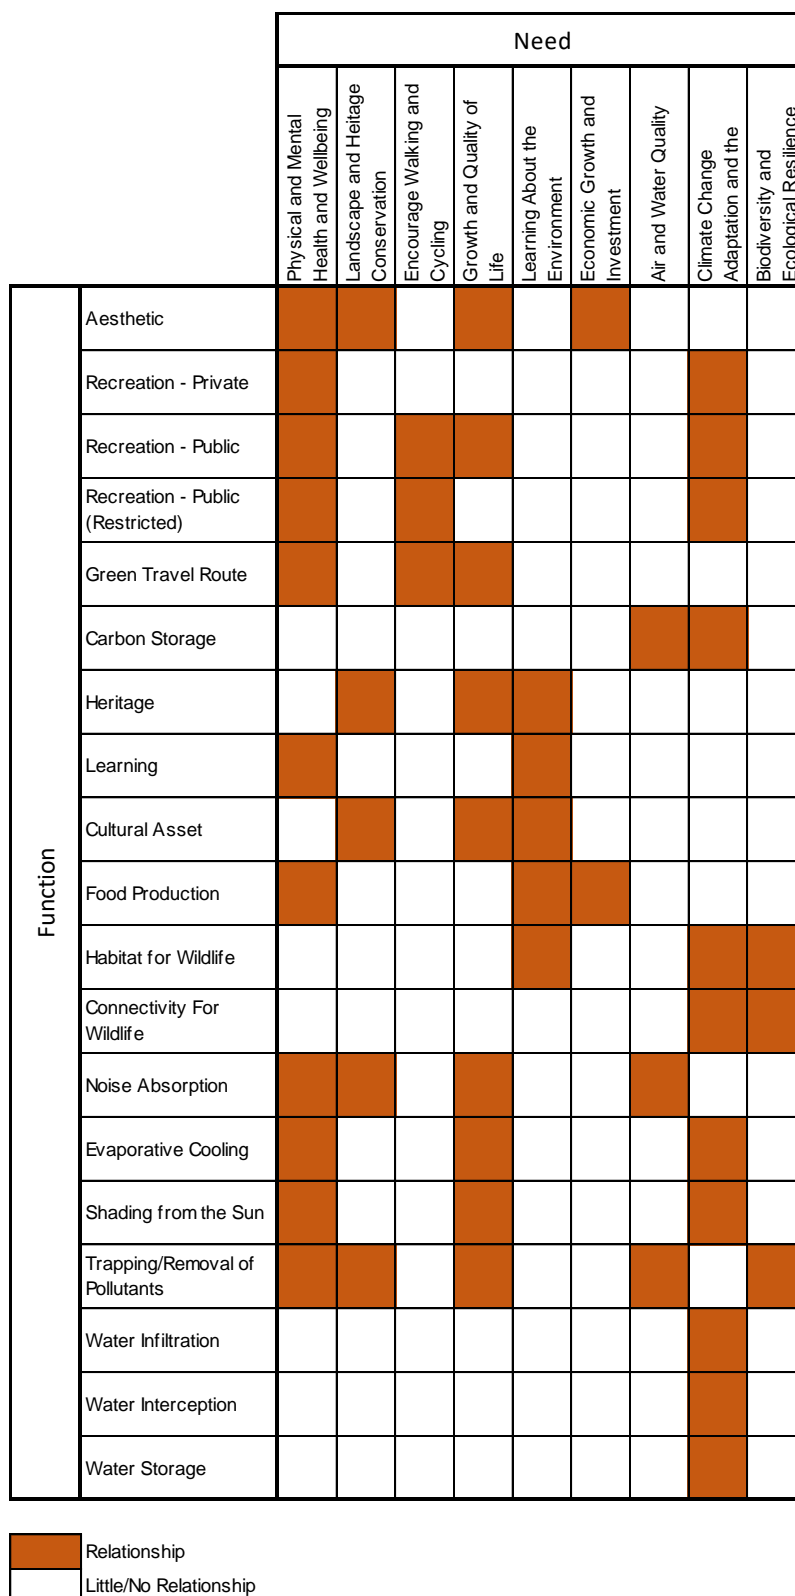 Need
Physical and Mental
Health and Wellbeing
Landscape and Heitage
Conservation
Encourage Walking and
Cycling
Growth and Quality of
Life
Learning About the
Environment
Economic Growth and
Investment
Air and Water Quality
Climate Change
Adaptation and the
Biodiversity and
Ecological Resilience
Function
Aesthetic
Recreation - Private
Recreation - Public
Recreation - Public
(Restricted)
Green Travel Route
Carbon Storage
Heritage
Learning
Cultural Asset
Food Production
Habitat for Wildlife
Connectivity For
Wildlife
Noise Absorption
Evaporative Cooling
Shading from the Sun
Trapping/Removal of
Pollutants
Water Infiltration
Water Interception
Water Storage
Relationship
Little/No Relationship